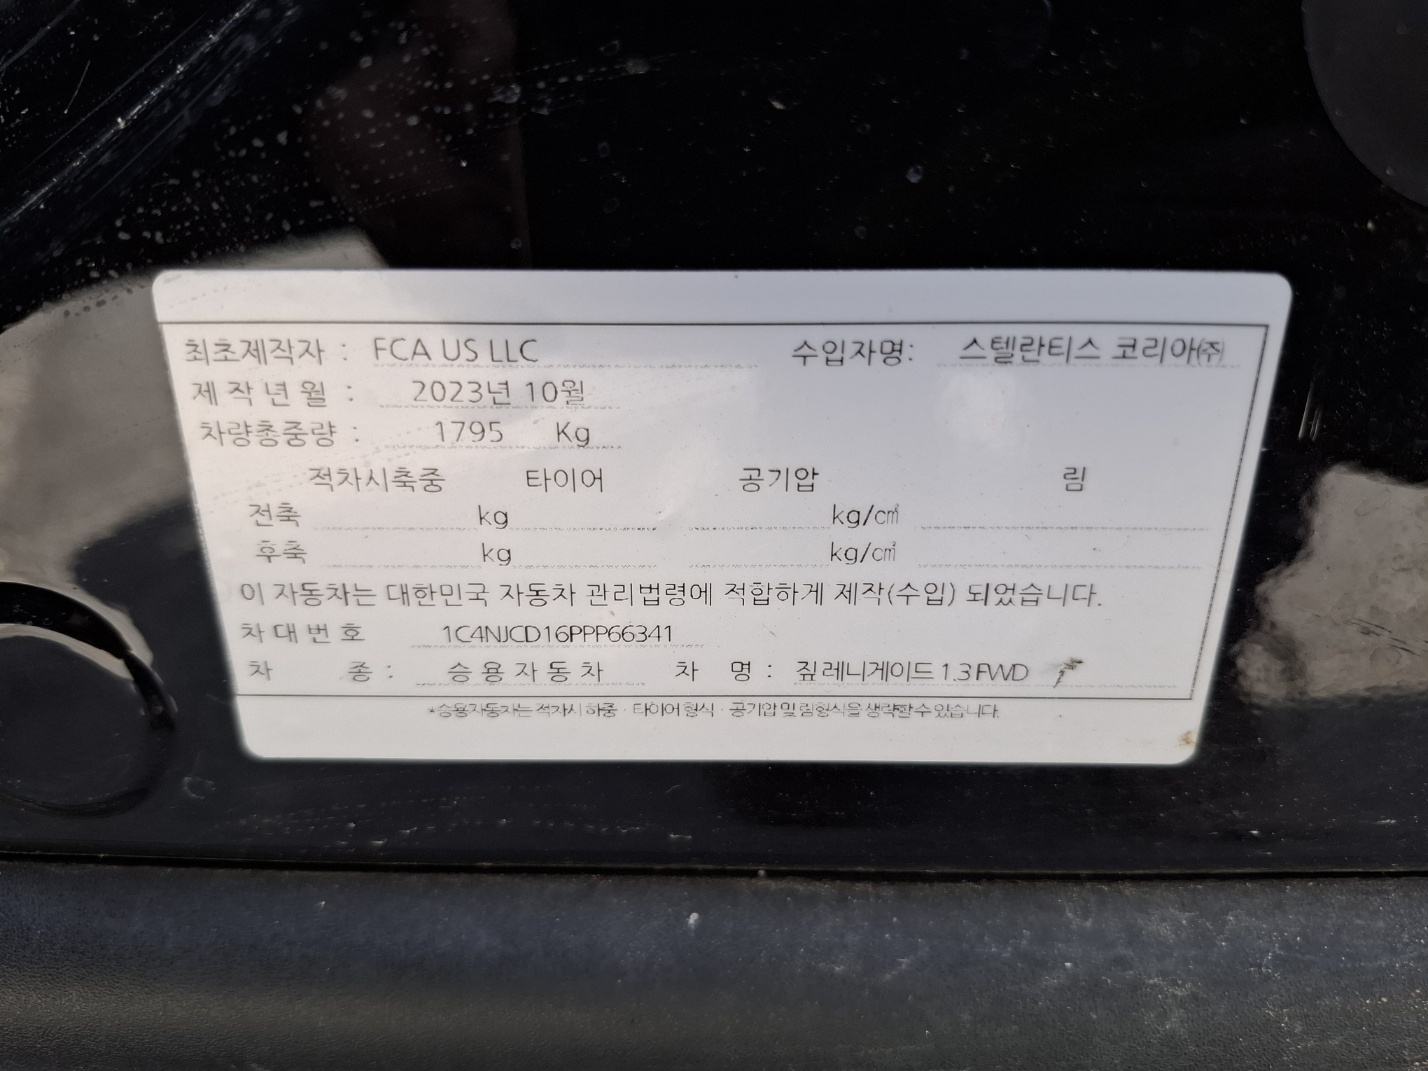 최초제작자 : FCA US LLC 수입자명: 스텔란티스 코리아㈜
제작년월 : 2023년 10월
차량총중량 : 1795 Kg
적차시축중 타이어 공기압 림
전축 kg kg/㎠
후축 kg kg/㎠
이 자동차는 대한민국 자동차 관리법령에 적합하게 제작(수입) 되었습니다.
차대번호 1C4NJCD16PPP66341
차 종 : 승용자동차 차 명 : 짚레니게이드 1.3 FWD
*승용자동차는 적차시 하중 · 타이어 형식 · 공기압 및 림형식을 생략할 수 있습니다.